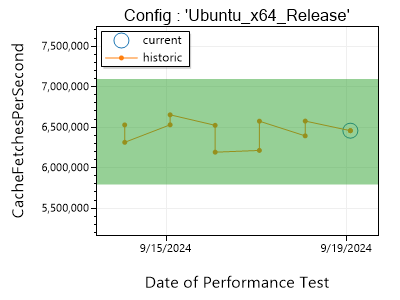 Config : 'Ubuntu_x64_Release'
CacheFetchesPerSecond
7,500,000
7,000,000
6,500,000
6,000,000
5,500,000
current
historic
9/15/2024
9/19/2024
Date of Performance Test